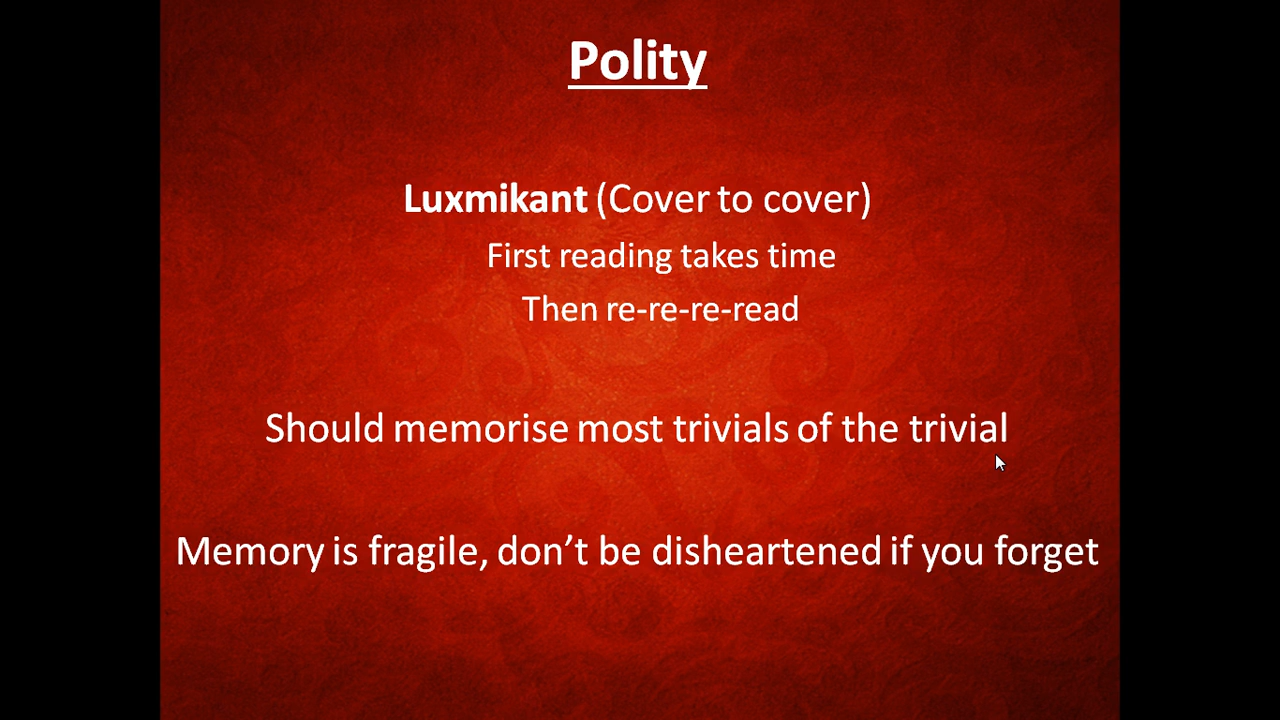 Polity
Luxmikant (Cover to cover)
First reading takes time
Then re-re-re-read
Should memorise most trivials of the trivial
Memory is fragile, don’t be disheartened if you forget